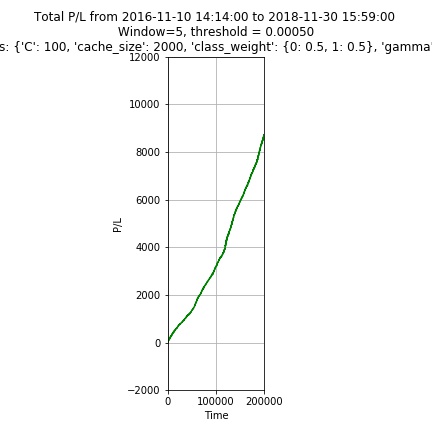 Total P/L from 2016-11-10 14:14:00 to 2018-11-30 15:59:00
Window=5, threshold = 0.00050
s: {'C': 100, 'cache_size': 2000, 'class_weight': {0: 0.5, 1: 0.5}, 'gamma'
12000
10000
8000
6000
4000
2000
0
−2000
P/L
0 100000 200000
Time